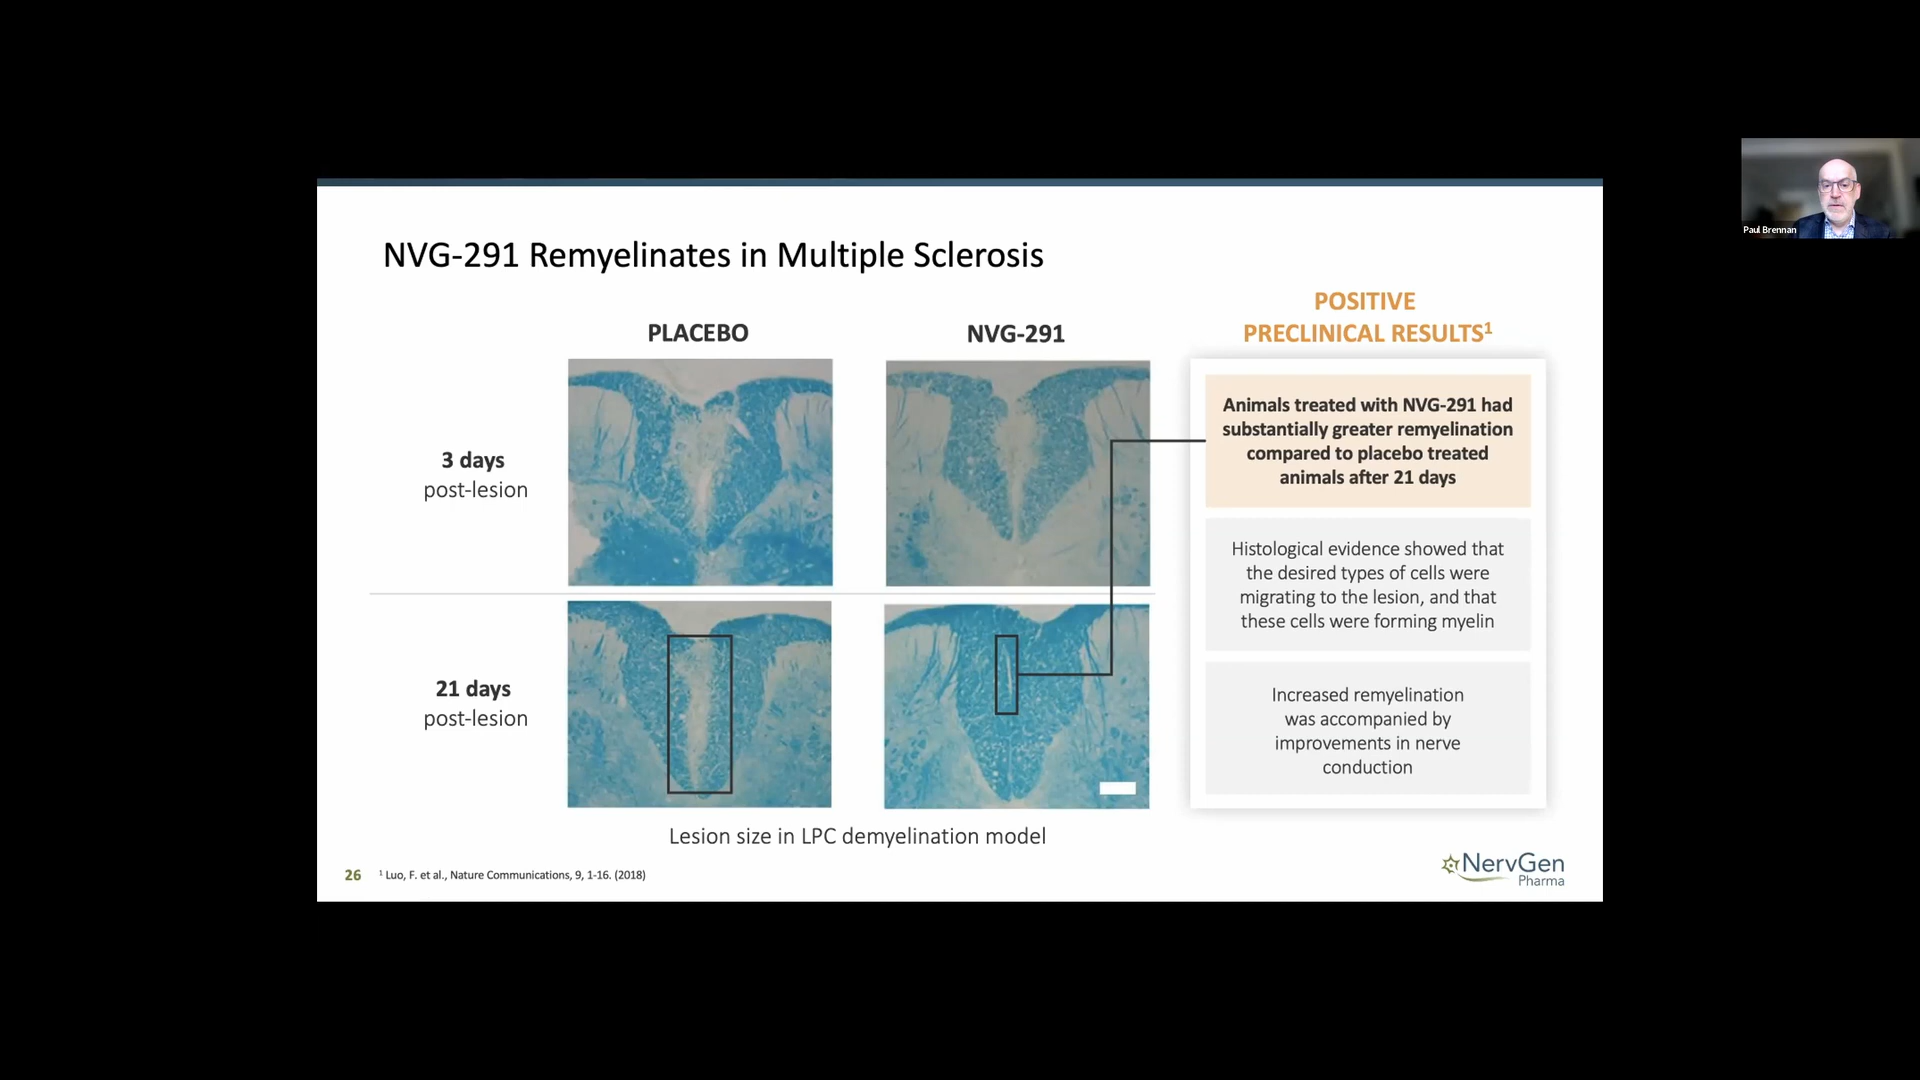 NVG-291 Remyelinates in Multiple Sclerosis
PLACEBO
NVG-291
POSITIVE
PRECLINICAL RESULTS¹
3 days
post-lesion
21 days
post-lesion
Animals treated with NVG-291 had
substantially greater remyelination
compared to placebo treated
animals after 21 days
Histological evidence showed that
the desired types of cells were
migrating to the lesion, and that
these cells were forming myelin
Increased remyelination
was accompanied by
improvements in nerve
conduction
Lesion size in LPC demyelination model
26
¹ Luo, F. et al., Nature Communications, 9, 1-16. (2018)
NervGen
Pharma
Paul Brennan